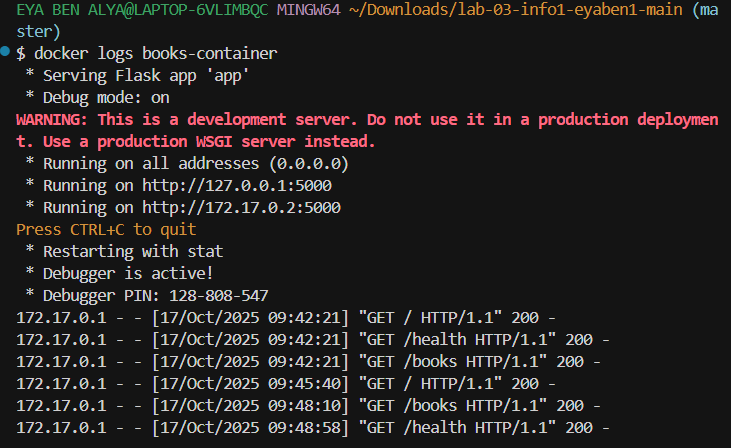 EYA BEN ALYA@LAPTOP-6VLIMBQC MINGW64 ~/Downloads/lab-03-info1-eyaben1-main (ma
ster)
$ docker logs books-container
 * Serving Flask app 'app'
 * Debug mode: on
WARNING: This is a development server. Do not use it in a production deploymen
t. Use a production WSGI server instead.
 * Running on all addresses (0.0.0.0)
 * Running on http://127.0.0.1:5000
 * Running on http://172.17.0.2:5000
Press CTRL+C to quit
 * Restarting with stat
 * Debugger is active!
 * Debugger PIN: 128-808-547
172.17.0.1 - - [17/Oct/2025 09:42:21] "GET / HTTP/1.1" 200 -
172.17.0.1 - - [17/Oct/2025 09:42:21] "GET /health HTTP/1.1" 200 -
172.17.0.1 - - [17/Oct/2025 09:42:21] "GET /books HTTP/1.1" 200 -
172.17.0.1 - - [17/Oct/2025 09:45:40] "GET / HTTP/1.1" 200 -
172.17.0.1 - - [17/Oct/2025 09:48:10] "GET /books HTTP/1.1" 200 -
172.17.0.1 - - [17/Oct/2025 09:48:58] "GET /health HTTP/1.1" 200 -